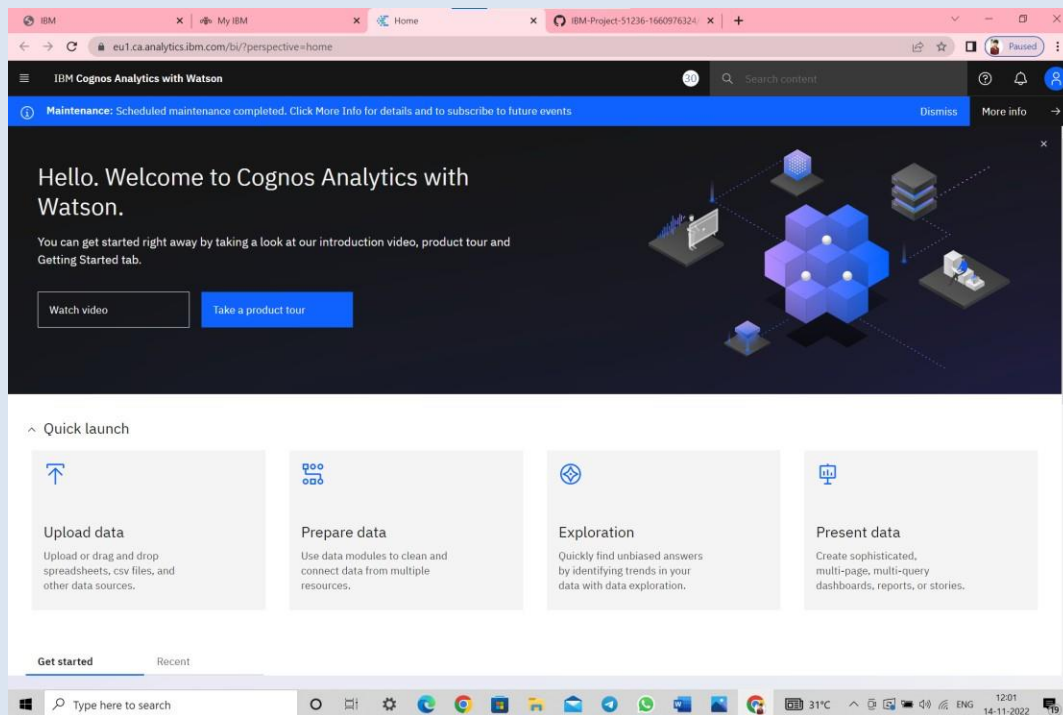 IBM
My IBM
Home
IBM-Project-51236-1660976324
eu1.ca.analytics.ibm.com/bi/?perspective=home
Paused
IBM Cognos Analytics with Watson
30
Search content
Maintenance: Scheduled maintenance completed. Click More Info for details and to subscribe to future events
Dismiss
More info
Hello. Welcome to Cognos Analytics with
Watson.
You can get started right away by taking a look at our introduction video, product tour and
Getting Started tab.
Watch video
Take a product tour
Quick launch
Upload data
Upload or drag and drop
spreadsheets, csv files, and
other data sources.
Prepare data
Use data modules to clean and
connect data from multiple
resources.
Exploration
Quickly find unbiased answers
by identifying trends in your
data with data exploration.
Present data
Create sophisticated,
multi-page, multi-query
dashboards, reports, or stories.
Get started
Recent
Type here to search
31°C
ENG
12:01
14-11-2022
19